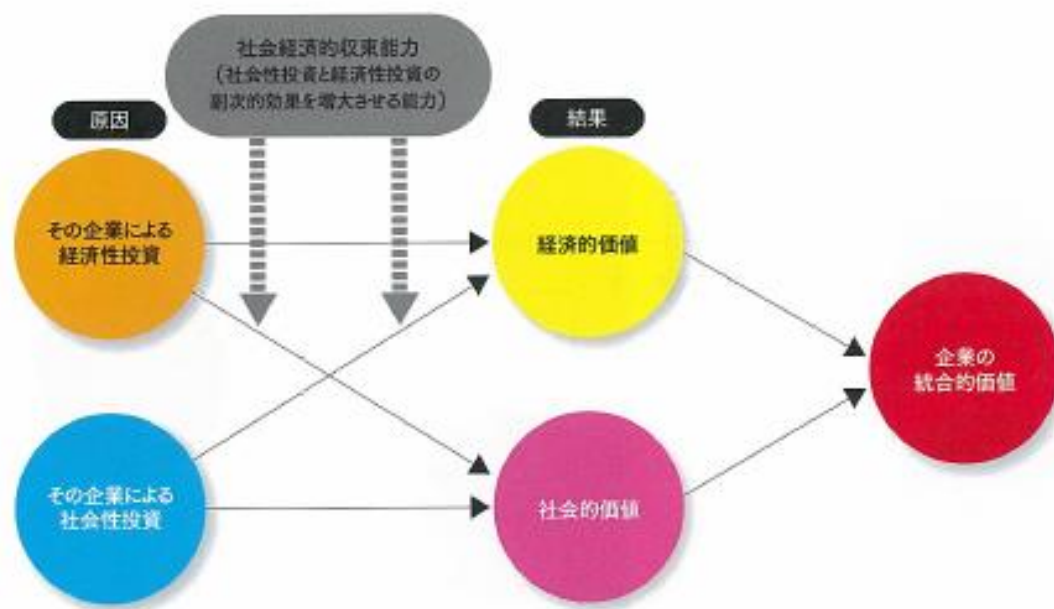 社会経済的収束能力
（社会性投資と経済性投資の
副次的効果を増大させる能力）
原因
結果
その企業による
経済性投資
経済的価値
企業の
統合的価値
その企業による
社会性投資
社会的価値